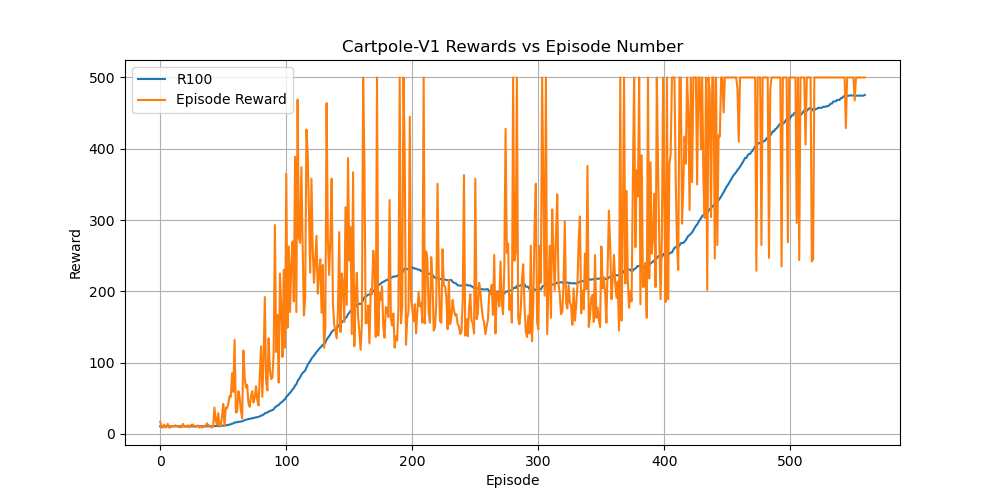 Cartpole-V1 Rewards vs Episode Number
R100
Episode Reward
Reward
500
400
300
200
100
0
0 100 200 300 400 500
Episode